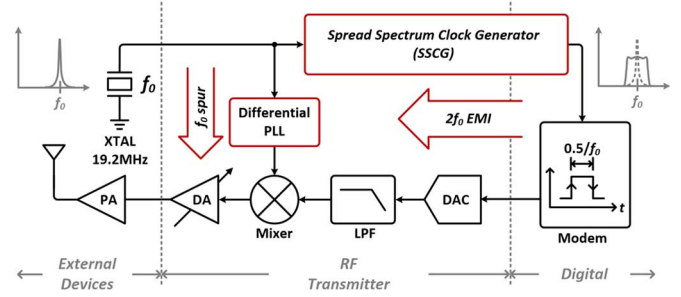 Spread Spectrum Clock Generator
(SSCG)
f₀
f₀
f₀
XTAL
19.2MHz
f₀ spur
Differential
PLL
2f₀ EMI
0.5/f₀
t
PA
DA
Mixer
LPF
DAC
Modem
External
Devices
RF
Transmitter
Digital